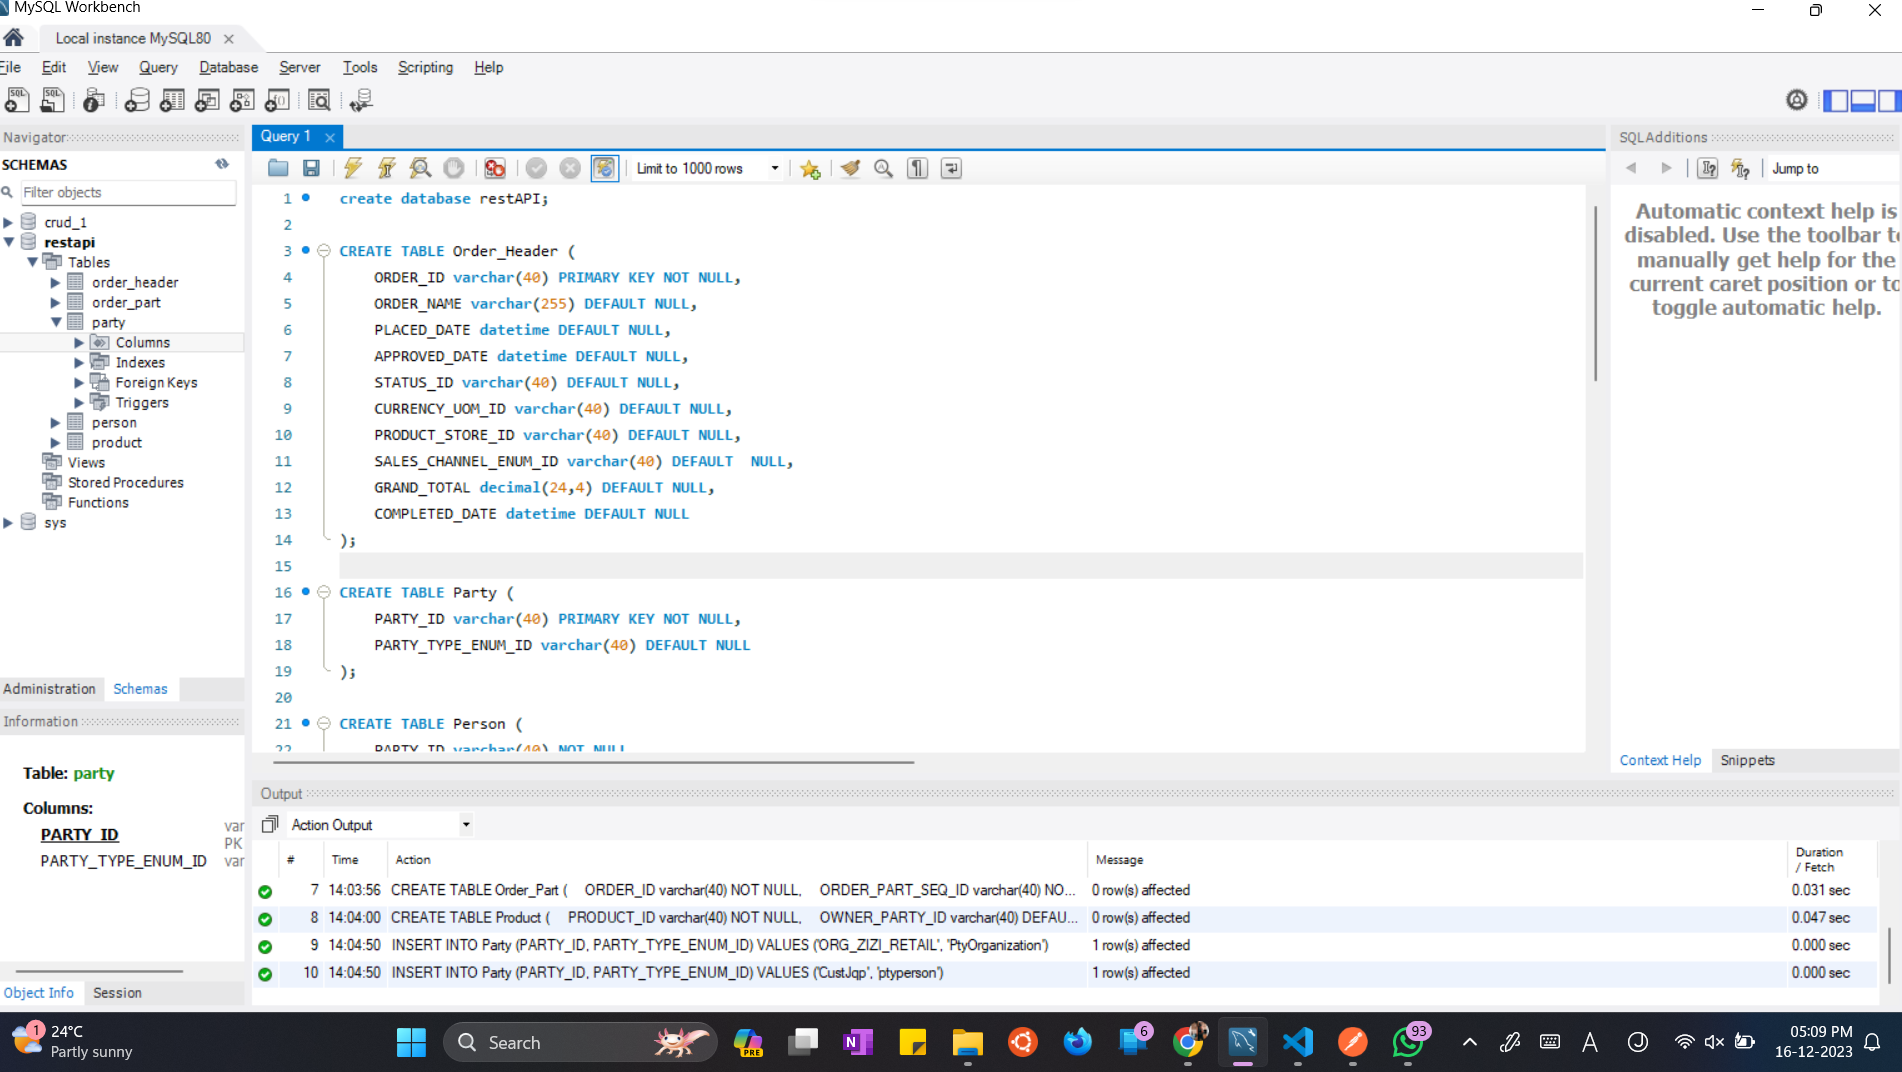 MySQL Workbench
Local instance MySQL80
File Edit View Query Database Server Tools Scripting Help
Navigator
SCHEMAS
Filter objects
crud_1
restapi
Tables
order_header
order_part
party
Columns
Indexes
Foreign Keys
Triggers
person
product
Views
Stored Procedures
Functions
sys
Administration Schemas
Information
Table: party
Columns:
PARTY_ID var
PK
PARTY_TYPE_ENUM_ID var
Object Info Session
Query 1
Limit to 1000 rows
1 create database restAPI;
2
3 CREATE TABLE Order_Header (
4 ORDER_ID varchar(40) PRIMARY KEY NOT NULL,
5 ORDER_NAME varchar(255) DEFAULT NULL,
6 PLACED_DATE datetime DEFAULT NULL,
7 APPROVED_DATE datetime DEFAULT NULL,
8 STATUS_ID varchar(40) DEFAULT NULL,
9 CURRENCY_UOM_ID varchar(40) DEFAULT NULL,
10 PRODUCT_STORE_ID varchar(40) DEFAULT NULL,
11 SALES_CHANNEL_ENUM_ID varchar(40) DEFAULT  NULL,
12 GRAND_TOTAL decimal(24,4) DEFAULT NULL,
13 COMPLETED_DATE datetime DEFAULT NULL
14 );
15
16 CREATE TABLE Party (
17 PARTY_ID varchar(40) PRIMARY KEY NOT NULL,
18 PARTY_TYPE_ENUM_ID varchar(40) DEFAULT NULL
19 );
20
21 CREATE TABLE Person (
22 PARTY_ID varchar(40) NOT NULL
SQLAdditions
Jump to
Automatic context help is
disabled. Use the toolbar to
manually get help for the
current caret position or to
toggle automatic help.
Context Help Snippets
Output
Action Output
# Time Action Message Duration / Fetch
7 14:03:56 CREATE TABLE Order_Part ( ORDER_ID varchar(40) NOT NULL, ORDER_PART_SEQ_ID varchar(40) NO... 0 row(s) affected 0.031 sec
8 14:04:00 CREATE TABLE Product ( PRODUCT_ID varchar(40) NOT NULL, OWNER_PARTY_ID varchar(40) DEFAU... 0 row(s) affected 0.047 sec
9 14:04:50 INSERT INTO Party (PARTY_ID, PARTY_TYPE_ENUM_ID) VALUES ('ORG_ZIZI_RETAIL', 'PtyOrganization') 1 row(s) affected 0.000 sec
10 14:04:50 INSERT INTO Party (PARTY_ID, PARTY_TYPE_ENUM_ID) VALUES ('CustJqp', 'ptyperson') 1 row(s) affected 0.000 sec
1 24°C
Partly sunny
Search
PRE
N
6
93
A
05:09 PM
16-12-2023